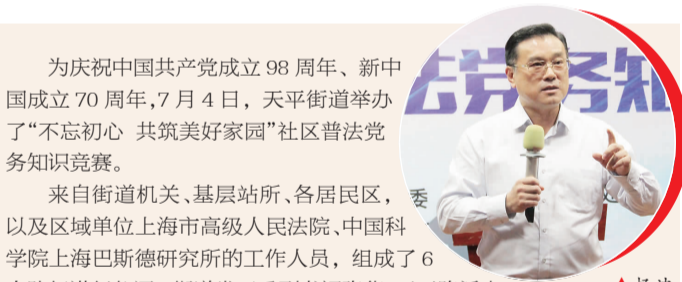 为庆祝中国共产党成立 98 周年、新中
国成立 70 周年,7 月 4 日，天平街道举办
了“不忘初心 共筑美好家园”社区普法党
务知识竞赛。
来自街道机关、基层站所、各居民区，
以及区域单位上海市高级人民法院、中国科
学院上海巴斯德研究所的工作人员，组成了 6
法党务知
委